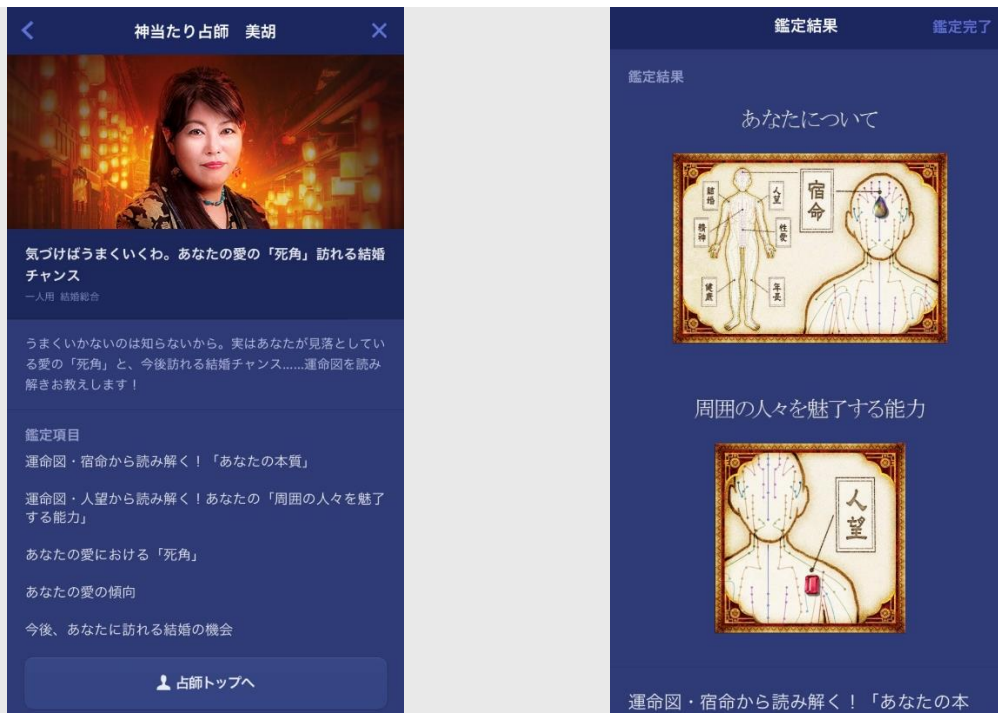 神当たり占師 美胡
気づけばうまくいくわ。あなたの愛の「死角」訪れる結婚
チャンス
一人用 結婚総合
うまくいかないのは知らないから。実はあなたが見落としてい
る愛の「死角」と、今後訪れる結婚チャンス……運命図を読み
解きお教えします！
鑑定項目
運命図・宿命から読み解く！「あなたの本質」
運命図・人望から読み解く！あなたの「周囲の人々を魅了
する能力」
あなたの愛における「死角」
あなたの愛の傾向
今後、あなたに訪れる結婚の機会
占師トップへ
鑑定結果
鑑定完了
鑑定結果
あなたについて
結婚
人望
宿命
精神
性愛
健康
年長
周囲の人々を魅了する能力
人望
運命図・宿命から読み解く！「あなたの本